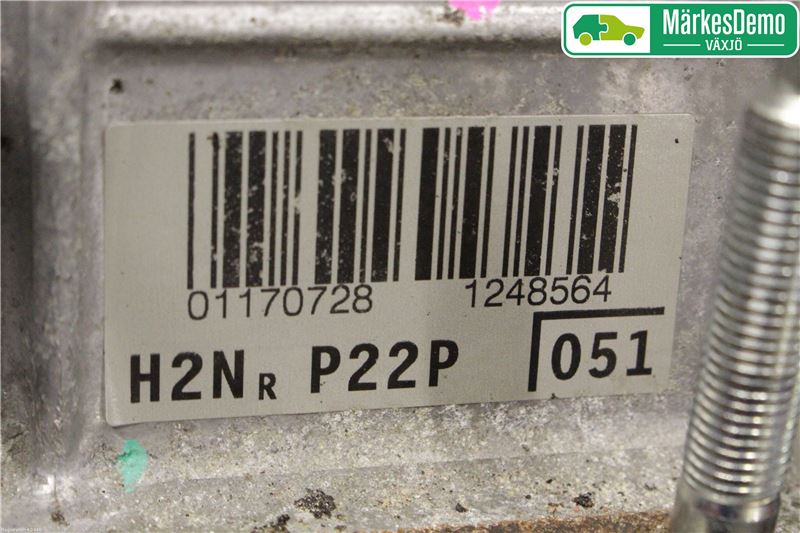 MärkesDemo
VÄXJÖ
01170728 1248564
H2NR P22P 051